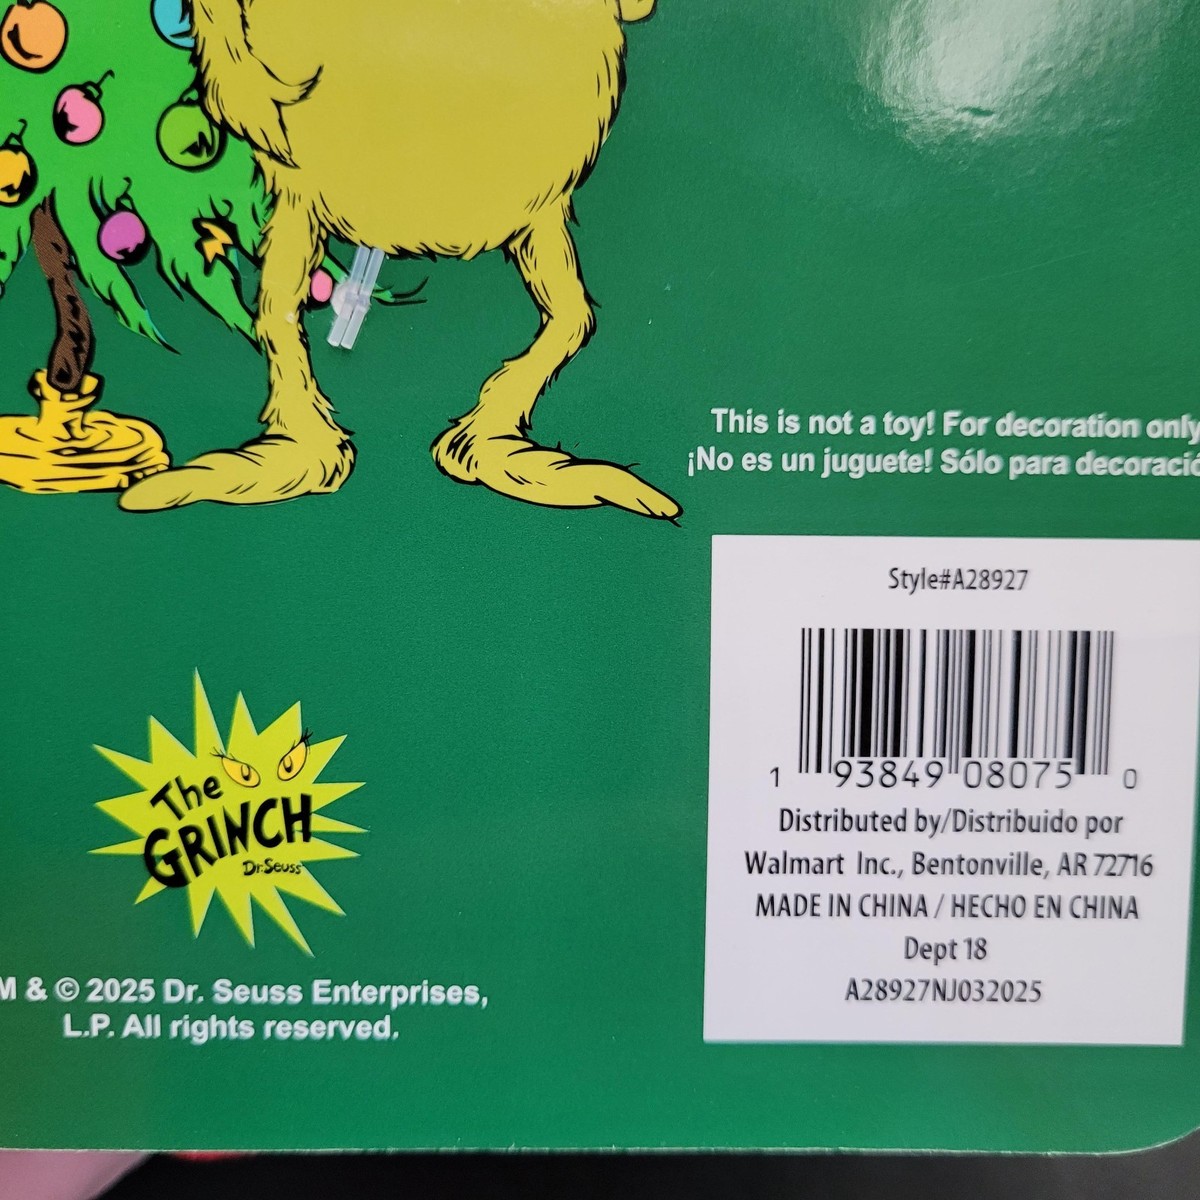 This is not a toy! For decoration only
¡No es un juguete! Sólo para decoració
Style#A28927
1 93849 08075 0
Distributed by/Distribuido por
Walmart Inc., Bentonville, AR 72716
MADE IN CHINA / HECHO EN CHINA
Dept 18
A28927NJ032025
The
GRINCH
Dr. Seuss
M & © 2025 Dr. Seuss Enterprises,
L.P. All rights reserved.